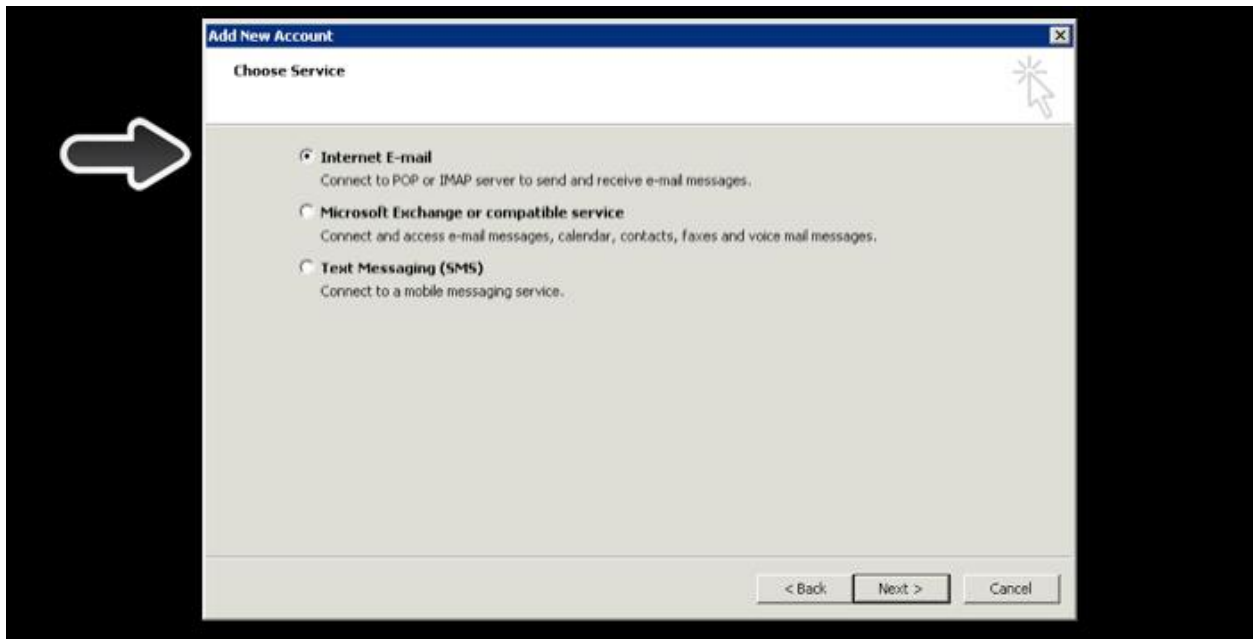 Add New Account
Choose Service
Internet E-mail
Connect to POP or IMAP server to send and receive e-mail messages.
Microsoft Exchange or compatible service
Connect and access e-mail messages, calendar, contacts, faxes and voice mail messages.
Text Messaging (SMS)
Connect to a mobile messaging service.
< Back Next > Cancel